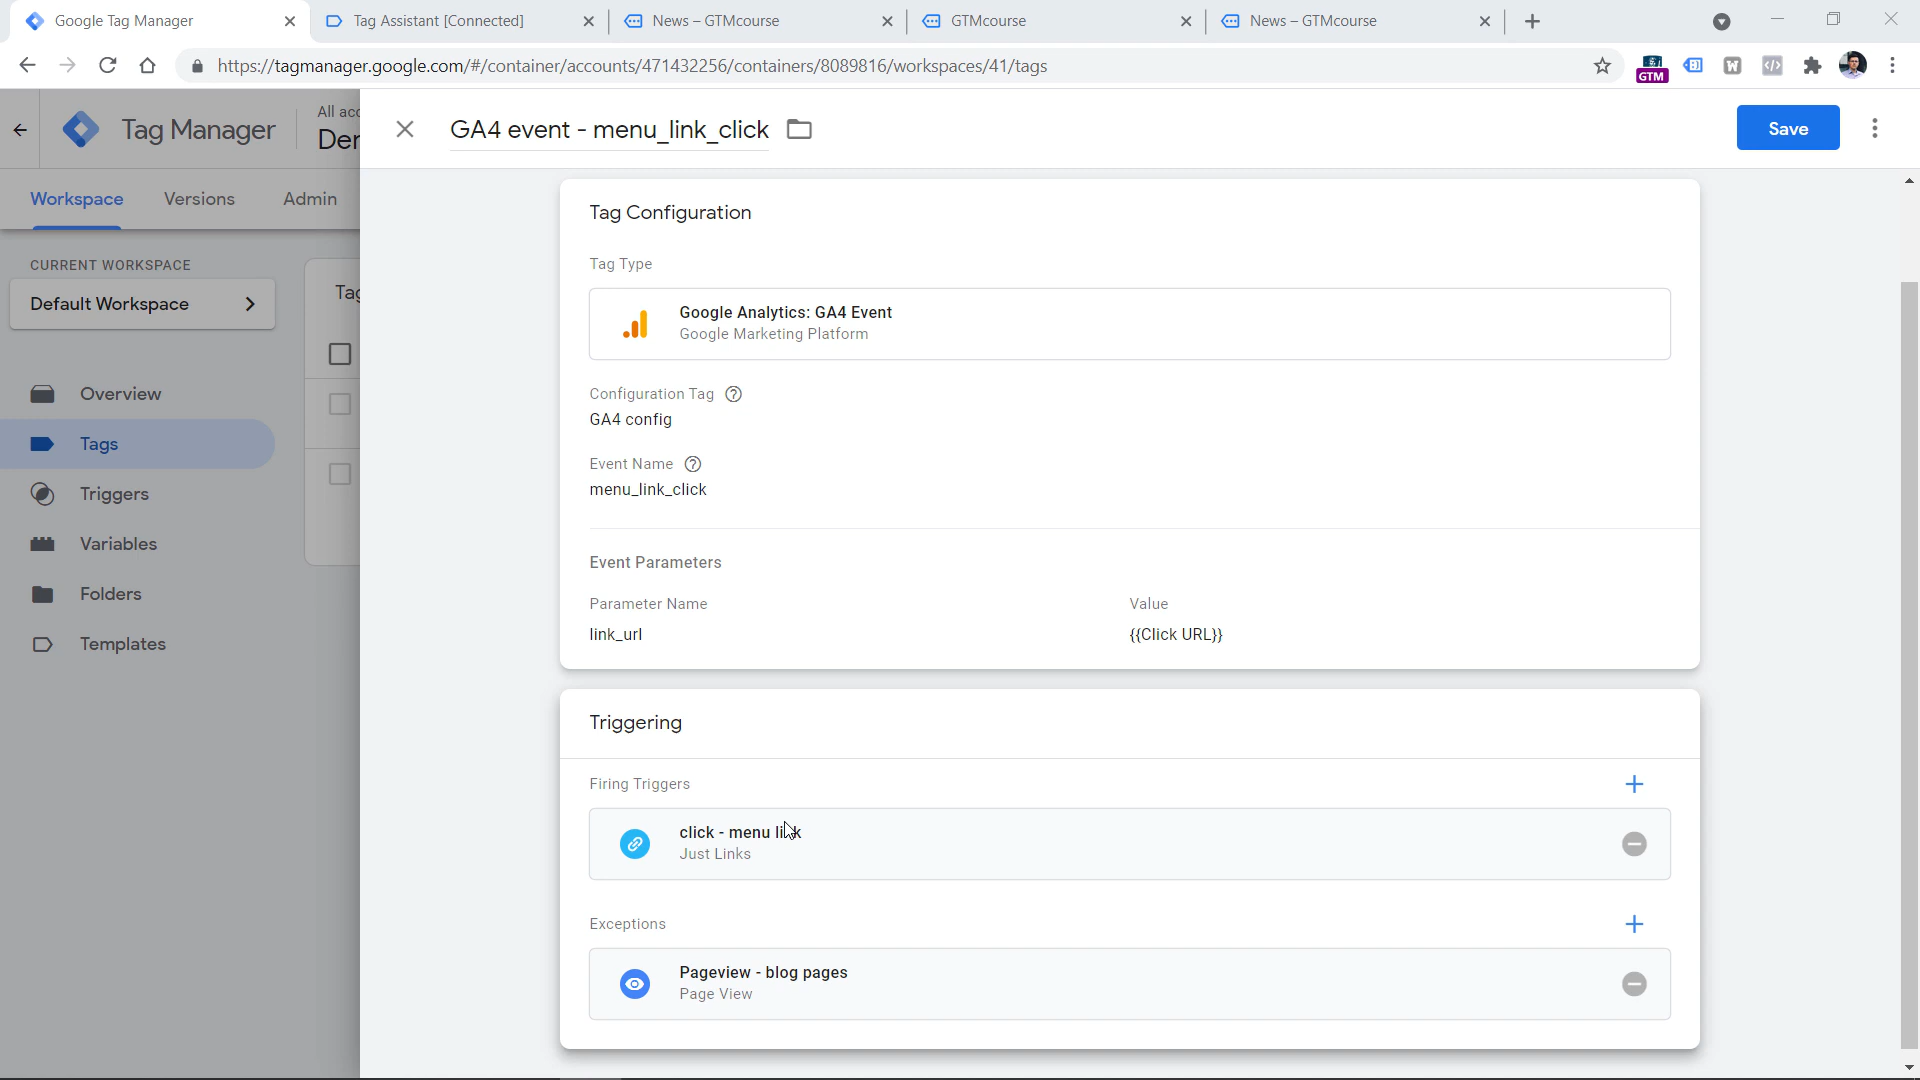 Google Tag Manager
Tag Assistant [Connected]
News – GTMcourse
GTMcourse
News – GTMcourse
https://tagmanager.google.com/#/container/accounts/471432256/containers/8089816/workspaces/41/tags
GTM
W
Tag Manager
All acc
Der
GA4 event - menu_link_click
Save
Workspace
Versions
Admin
CURRENT WORKSPACE
Default Workspace
Tag
Overview
Tags
Triggers
Variables
Folders
Templates
Tag Configuration
Tag Type
Google Analytics: GA4 Event
Google Marketing Platform
Configuration Tag
GA4 config
Event Name
menu_link_click
Event Parameters
Parameter Name
Value
link_url
{{Click URL}}
Triggering
Firing Triggers
click - menu link
Just Links
Exceptions
Pageview - blog pages
Page View